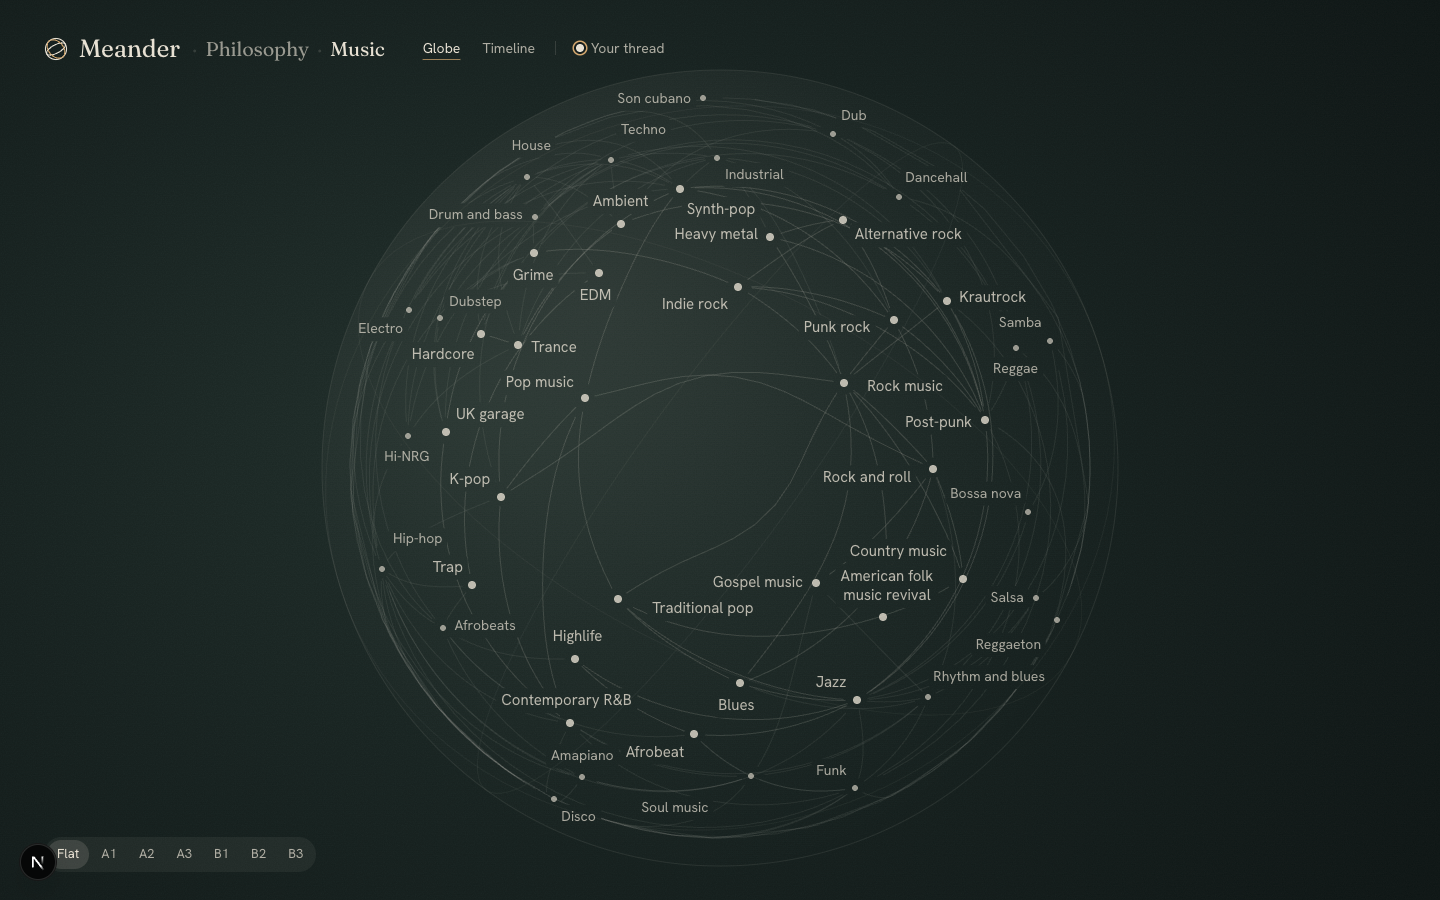 Meander · Philosophy · Music
Globe
Timeline
Your thread
Son cubano
Dub
Techno
House
Industrial
Dancehall
Ambient
Synth-pop
Drum and bass
Heavy metal
Alternative rock
Grime
EDM
Indie rock
Krautrock
Dubstep
Samba
Electro
Punk rock
Hardcore
Trance
Reggae
Pop music
Rock music
UK garage
Post-punk
Hi-NRG
K-pop
Rock and roll
Bossa nova
Hip-hop
Country music
Trap
Gospel music
American folk
music revival
Salsa
Traditional pop
Afrobeats
Highlife
Reggaeton
Rhythm and blues
Jazz
Contemporary R&B
Blues
Amapiano
Afrobeat
Funk
Soul music
Disco
N
Flat
A1
A2
A3
B1
B2
B3